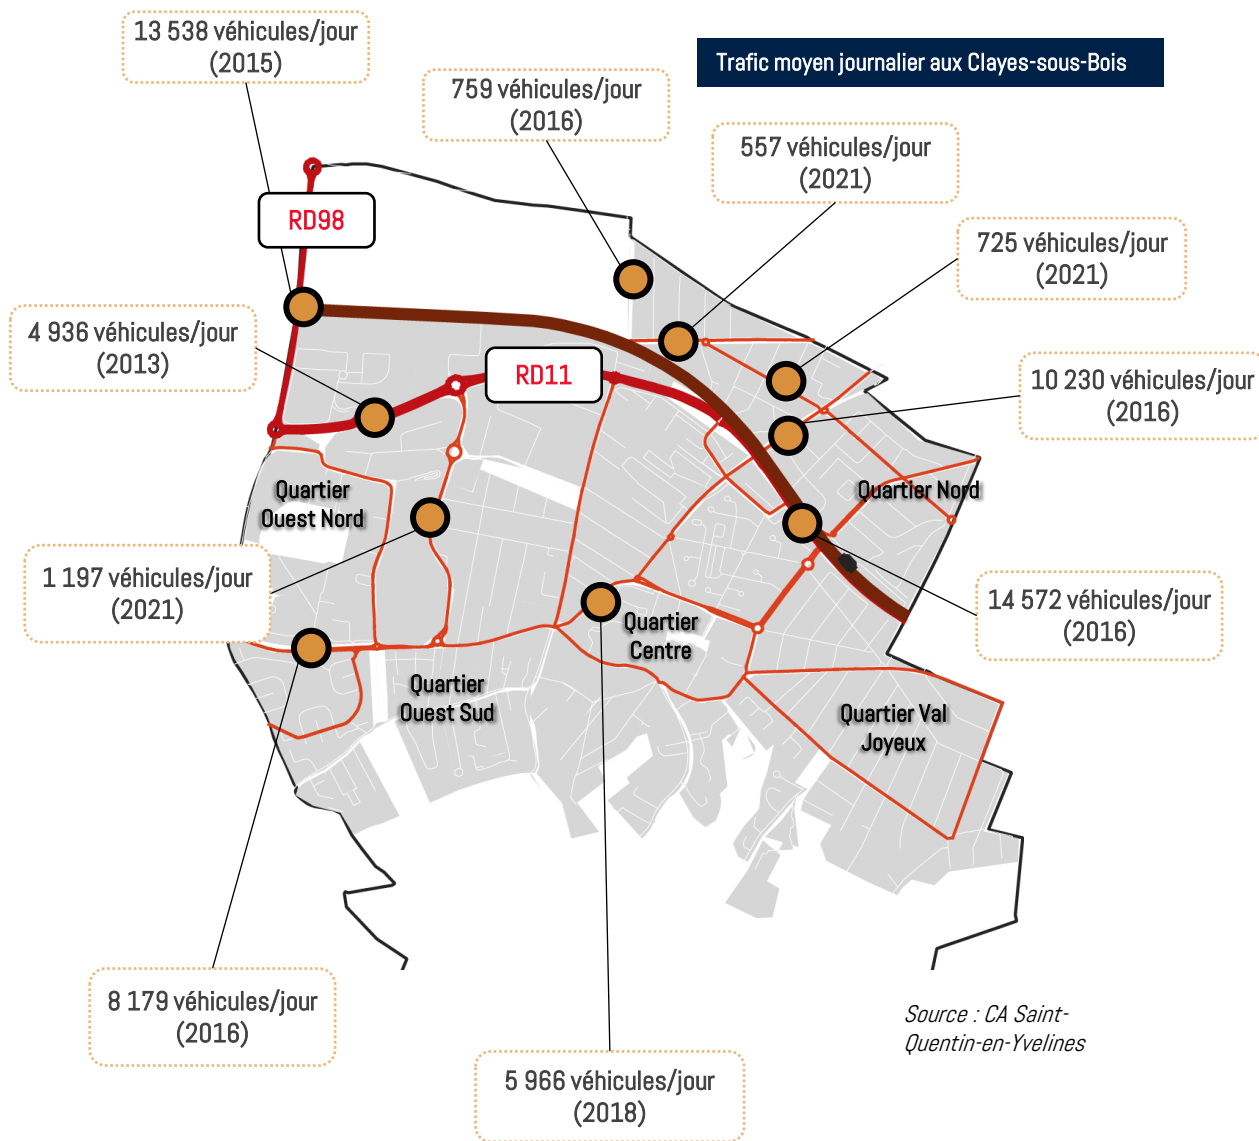 13 538 véhicules/jour
(2015)
Trafic moyen journalier aux Clayes-sous-Bois
759 véhicules/jour
(2016)
557 véhicules/jour
(2021)
RD98
725 véhicules/jour
(2021)
4 936 véhicules/jour
(2013)
RD11
10 230 véhicules/jour
(2016)
Quartier
Ouest Nord
Quartier Nord
1 197 véhicules/jour
(2021)
14 572 véhicules/jour
(2016)
Quartier
Centre
Quartier
Ouest Sud
Quartier Val
Joyeux
8 179 véhicules/jour
(2016)
Source : CA Saint-
Quentin-en-Yvelines
5 966 véhicules/jour
(2018)